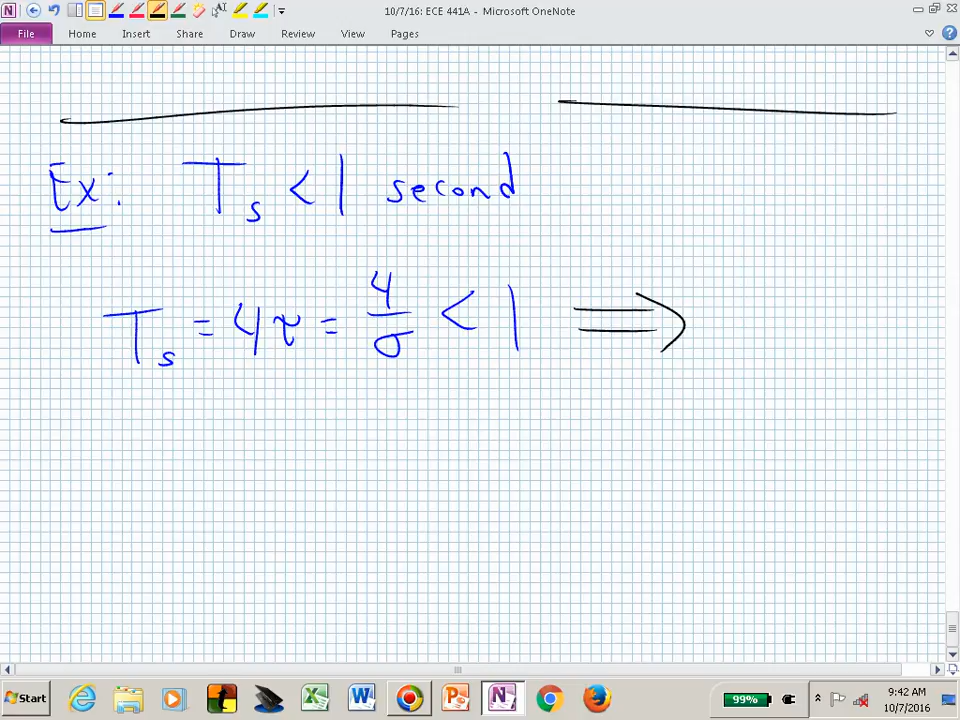 10/7/16: ECE 441A - Microsoft OneNote
File Home Insert Share Draw Review View Pages
Ex: Ts < 1 second
Ts = 4τ = 4/σ < 1 ⟹
Start 99% 9:42 AM
10/7/2016